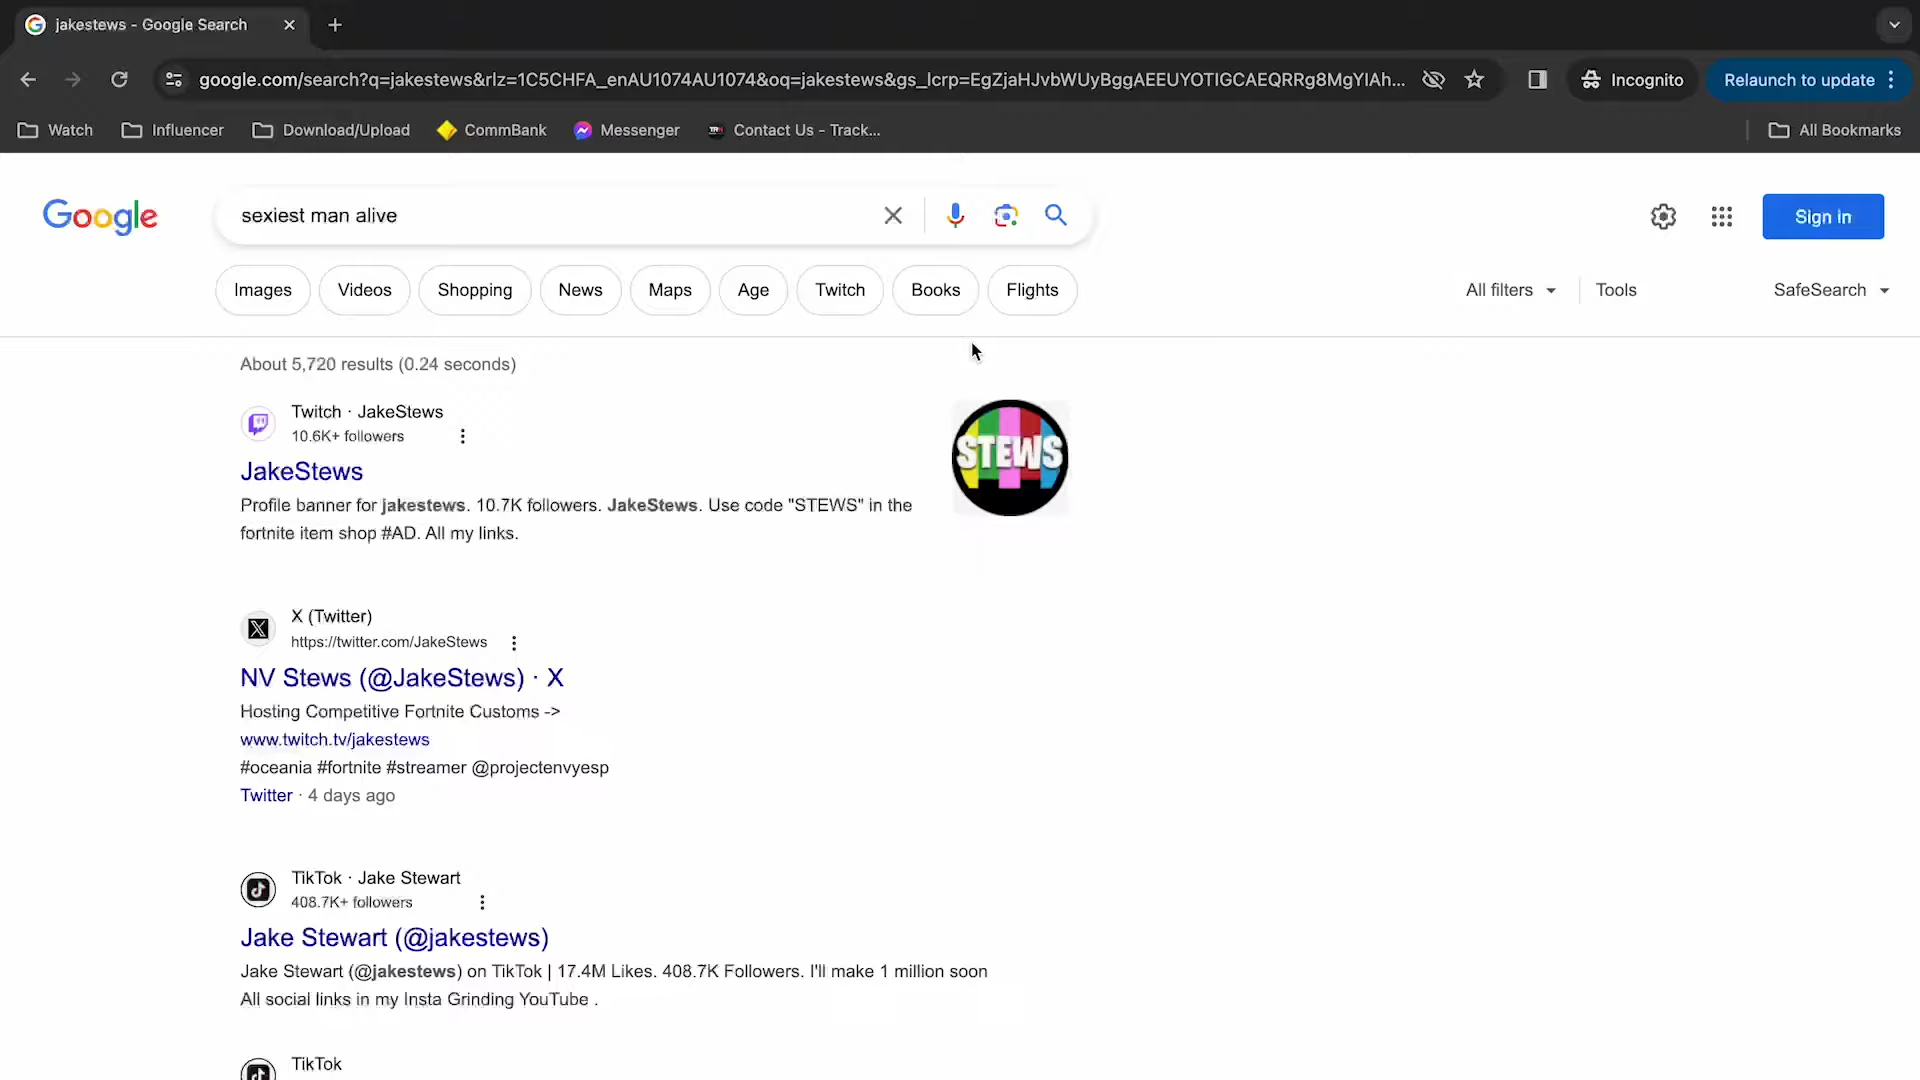 jakestews - Google Search
google.com/search?q=jakestews&rlz=1C5CHFA_enAU1074AU1074&oq=jakestews&gs_lcrp=EgZjaHJvbWUyBggAEEUYOTIGCAEQRRg8MgYIAh...
Incognito
Relaunch to update
Watch
Influencer
Download/Upload
CommBank
Messenger
Contact Us - Track...
All Bookmarks
Google
sexiest man alive
Sign in
Images
Videos
Shopping
News
Maps
Age
Twitch
Books
Flights
All filters
Tools
SafeSearch
About 5,720 results (0.24 seconds)
Twitch · JakeStews
10.6K+ followers
JakeStews
Profile banner for jakestews. 10.7K followers. JakeStews. Use code "STEWS" in the
fortnite item shop #AD. All my links.
STEWS
X (Twitter)
https://twitter.com/JakeStews
NV Stews (@JakeStews) · X
Hosting Competitive Fortnite Customs ->
www.twitch.tv/jakestews
#oceania #fortnite #streamer @projectenvyesp
Twitter · 4 days ago
TikTok · Jake Stewart
408.7K+ followers
Jake Stewart (@jakestews)
Jake Stewart (@jakestews) on TikTok | 17.4M Likes. 408.7K Followers. I'll make 1 million soon
All social links in my Insta Grinding YouTube .
TikTok